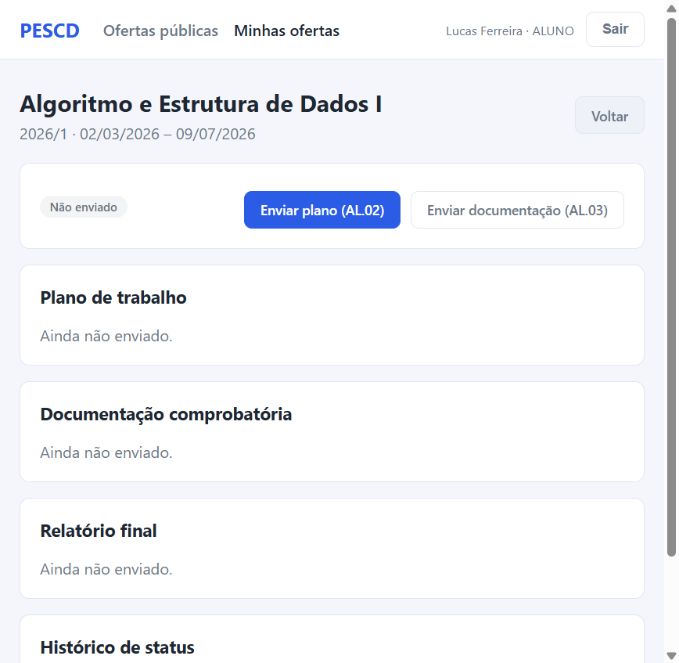 PESCD Ofertas públicas Minhas ofertas Lucas Ferreira · ALUNO Sair
Algoritmo e Estrutura de Dados I
2026/1 · 02/03/2026 – 09/07/2026
Voltar
Não enviado Enviar plano (AL.02) Enviar documentação (AL.03)
Plano de trabalho
Ainda não enviado.
Documentação comprobatória
Ainda não enviado.
Relatório final
Ainda não enviado.
Histórico de status